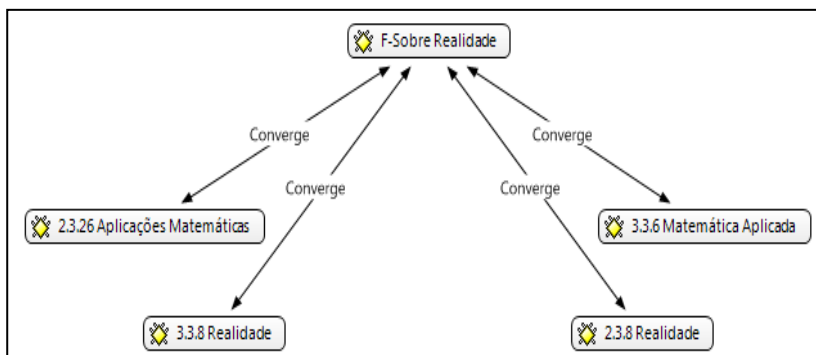 F-Sobre Realidade
Converge
Converge
Converge
Converge
2.3.26 Aplicações Matemáticas
3.3.6 Matemática Aplicada
3.3.8 Realidade
2.3.8 Realidade